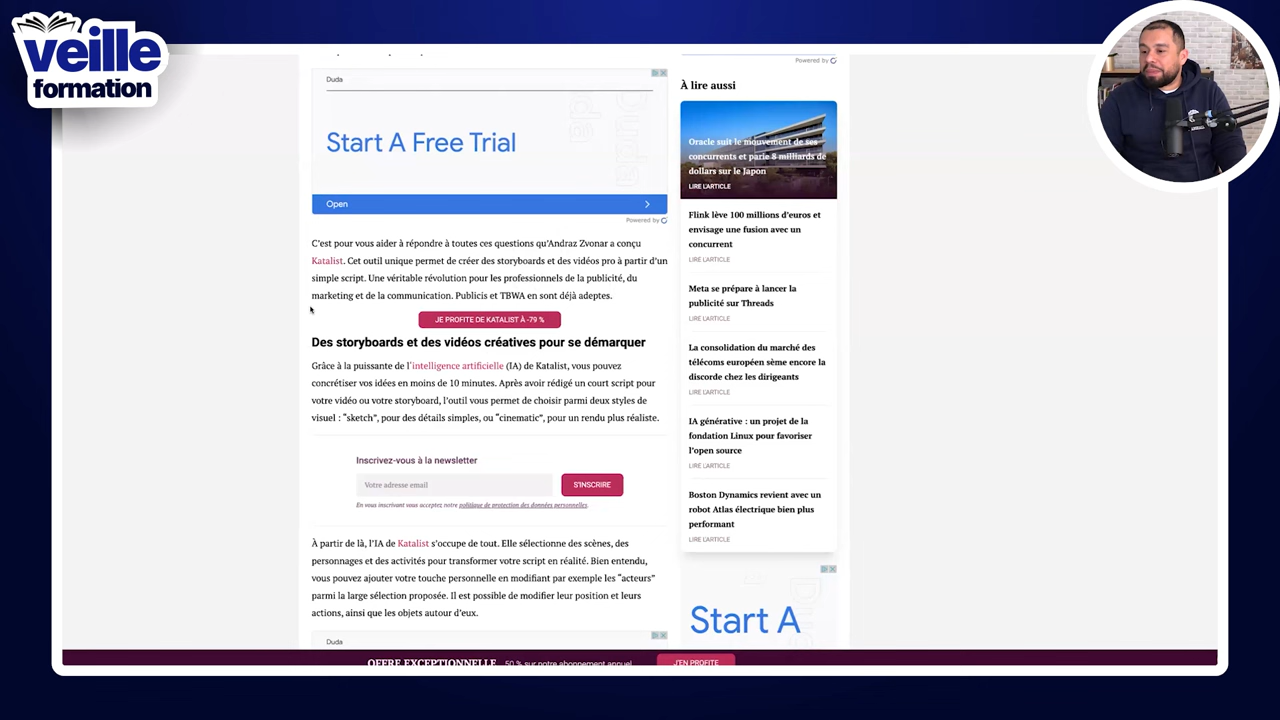 veille
formation
Duda
Start A Free Trial
Open
Powered by
C'est pour vous aider à répondre à toutes ces questions qu'Andraz Zvonar a conçu
Katalist. Cet outil unique permet de créer des storyboards et des vidéos pro à partir d'un
simple script. Une véritable révolution pour les professionnels de la publicité, du
marketing et de la communication. Publicis et TBWA en sont déjà adeptes.
JE PROFITE DE KATALIST À -79 %
Des storyboards et des vidéos créatives pour se démarquer
Grâce à la puissante de l'intelligence artificielle (IA) de Katalist, vous pouvez
concrétiser vos idées en moins de 10 minutes. Après avoir rédigé un court script pour
votre vidéo ou votre storyboard, l'outil vous permet de choisir parmi deux styles de
visuel : "sketch", pour des détails simples, ou "cinematic", pour un rendu plus réaliste.
Inscrivez-vous à la newsletter
Votre adresse email
S'INSCRIRE
En vous inscrivant vous acceptez notre politique de protection des données personnelles.
À partir de là, l'IA de Katalist s'occupe de tout. Elle sélectionne des scènes, des
personnages et des activités pour transformer votre script en réalité. Bien entendu,
vous pouvez ajouter votre touche personnelle en modifiant par exemple les "acteurs"
parmi la large sélection proposée. Il est possible de modifier leur position et leurs
actions, ainsi que les objets autour d'eux.
Duda
Powered by
À lire aussi
Oracle suit le mouvement de ses
concurrents et parie 8 milliards de
dollars sur le Japon
LIRE L'ARTICLE
Flink lève 100 millions d'euros et
envisage une fusion avec un
concurrent
LIRE L'ARTICLE
Meta se prépare à lancer la
publicité sur Threads
LIRE L'ARTICLE
La consolidation du marché des
télécoms européen sème encore la
discorde chez les dirigeants
LIRE L'ARTICLE
IA générative : un projet de la
fondation Linux pour favoriser
l'open source
LIRE L'ARTICLE
Boston Dynamics revient avec un
robot Atlas électrique bien plus
performant
LIRE L'ARTICLE
Start A
OFFRE EXCEPTIONNELLE 50 % sur notre abonnement annuel J'EN PROFITE